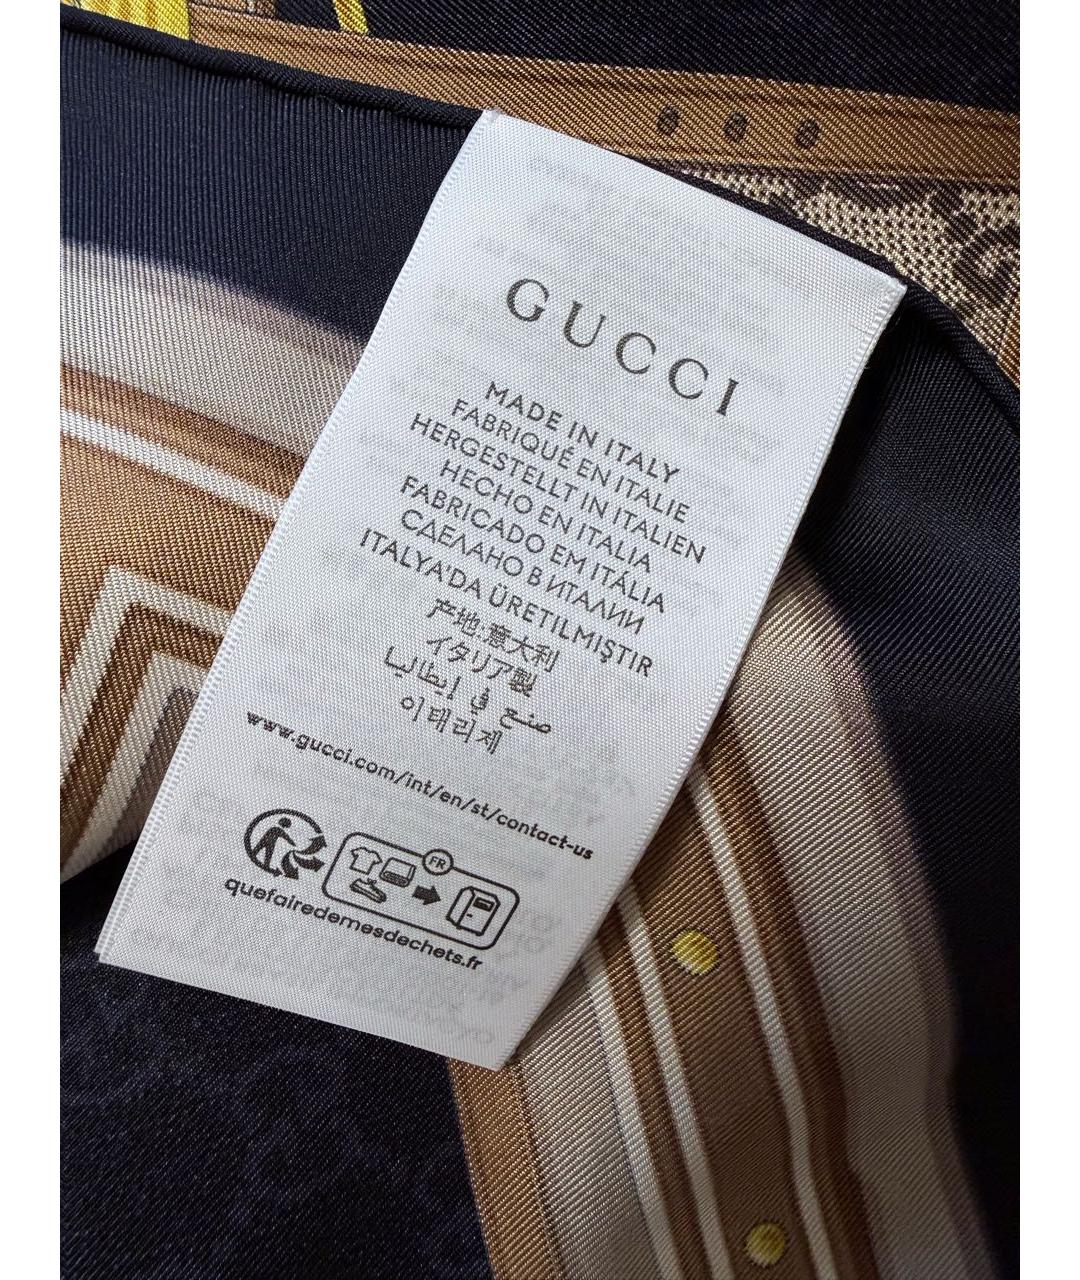 GUCCI
MADE IN ITALY
FABRIQUÉ EN ITALIE
HERGESTELLT IN ITALIEN
HECHO EN ITALIA
FABRICADO EM ITÁLIA
СДЕЛАНО В ИТАЛИИ
ITALYA'DA ÜRETILMIŞTIR
产地:意大利
イタリア製
صنع في إيطاليا
이태리제
www.gucci.com/int/en/st/contact-us
FR
quefairedemesdechets.fr